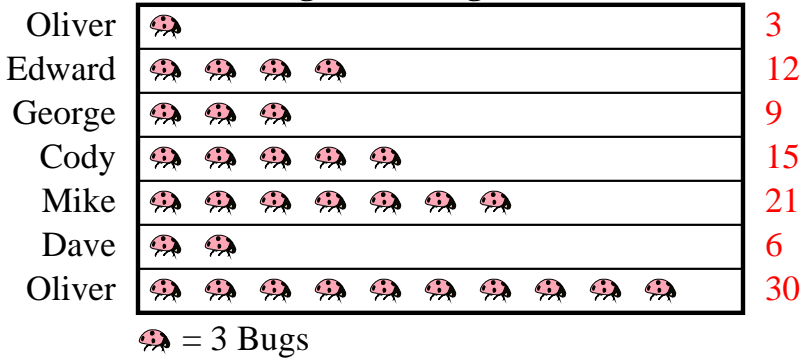 Oliver 3
Edward 12
George 9
Cody 15
Mike 21
Dave 6
Oliver 30
= 3 Bugs